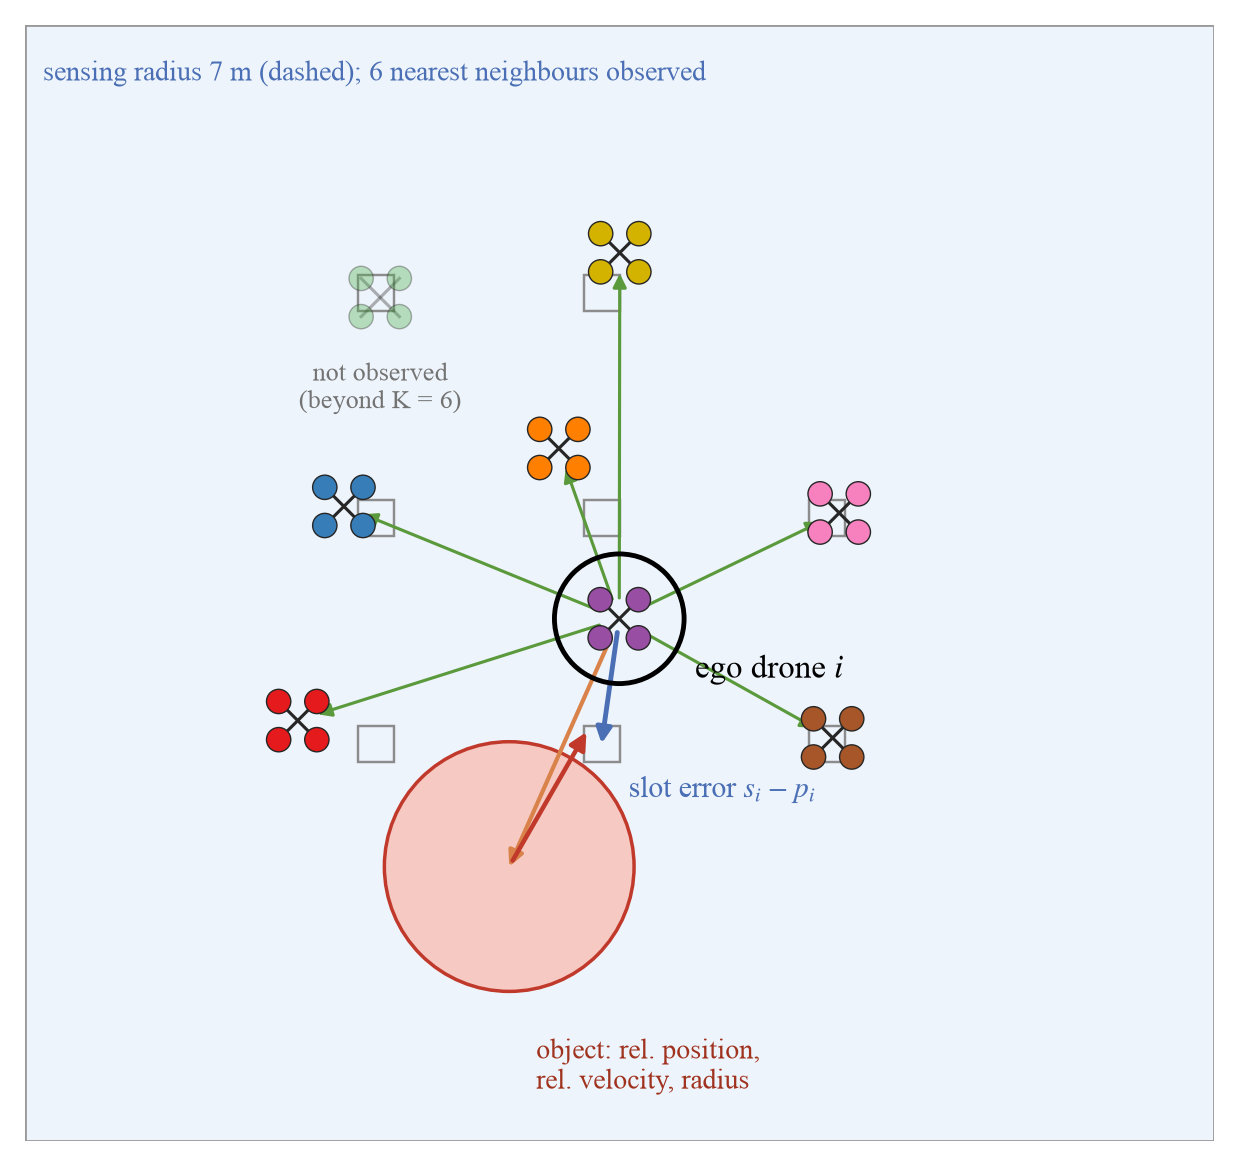 sensing radius 7 m (dashed); 6 nearest neighbours observed
not observed
(beyond K = 6)
ego drone i
slot error sᵢ − pᵢ
object: rel. position,
rel. velocity, radius